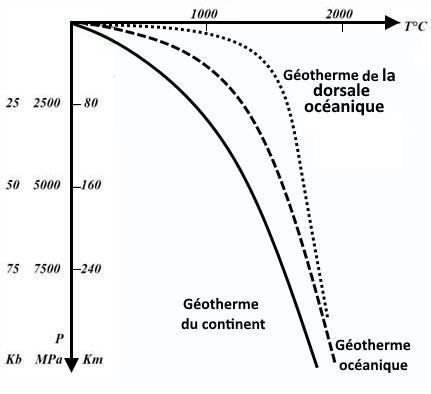 1000 2000
T°C
Géotherme de la
dorsale
océanique
25 2500 80
50 5000 160
75 7500 240
Géotherme
du continent
P
Kb MPa Km
Géotherme
océanique